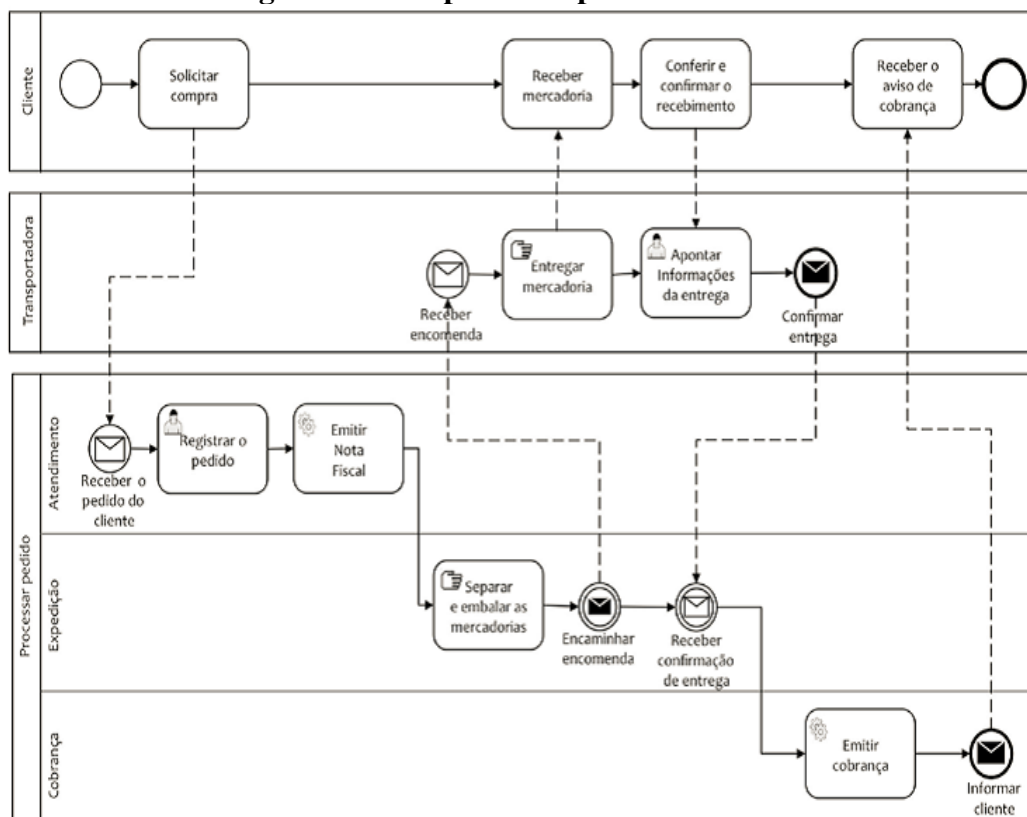 Cliente
Solicitar
compra
Receber
mercadoria
Conferir e
confirmar o
recebimento
Receber o
aviso de
cobrança
Transportadora
Receber
encomenda
Entregar
mercadoria
Apontar
Informações
da entrega
Confirmar
entrega
Processar pedido
Atendimento
Receber o
pedido do
cliente
Registrar o
pedido
Emitir
Nota
Fiscal
Expedição
Separar
e embalar as
mercadorias
Encaminhar
encomenda
Receber
confirmação
de entrega
Cobrança
Emitir
cobrança
Informar
cliente